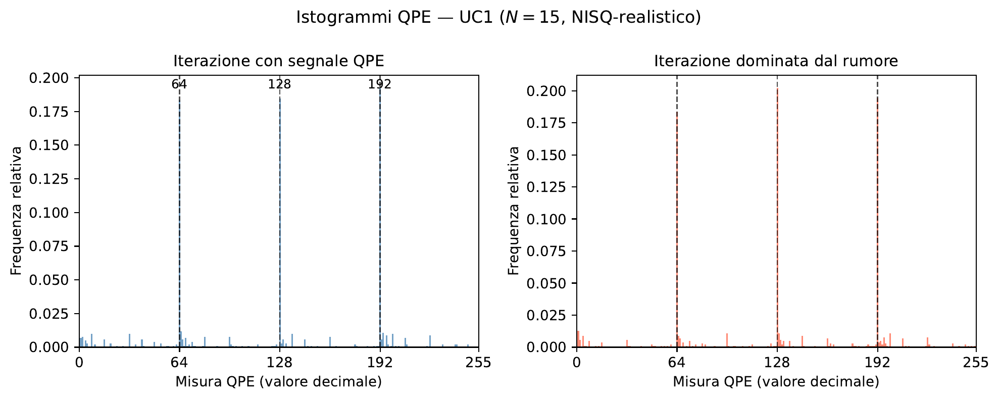 Istogrammi QPE — UC1 (N = 15, NISQ-realistico)
Iterazione con segnale QPE
0.200
0.175
0.150
0.125
0.100
0.075
0.050
0.025
0.000
Frequenza relativa
64 128 192
0 64 128 192 255
Misura QPE (valore decimale)
Iterazione dominata dal rumore
0.200
0.175
0.150
0.125
0.100
0.075
0.050
0.025
0.000
Frequenza relativa
0 64 128 192 255
Misura QPE (valore decimale)